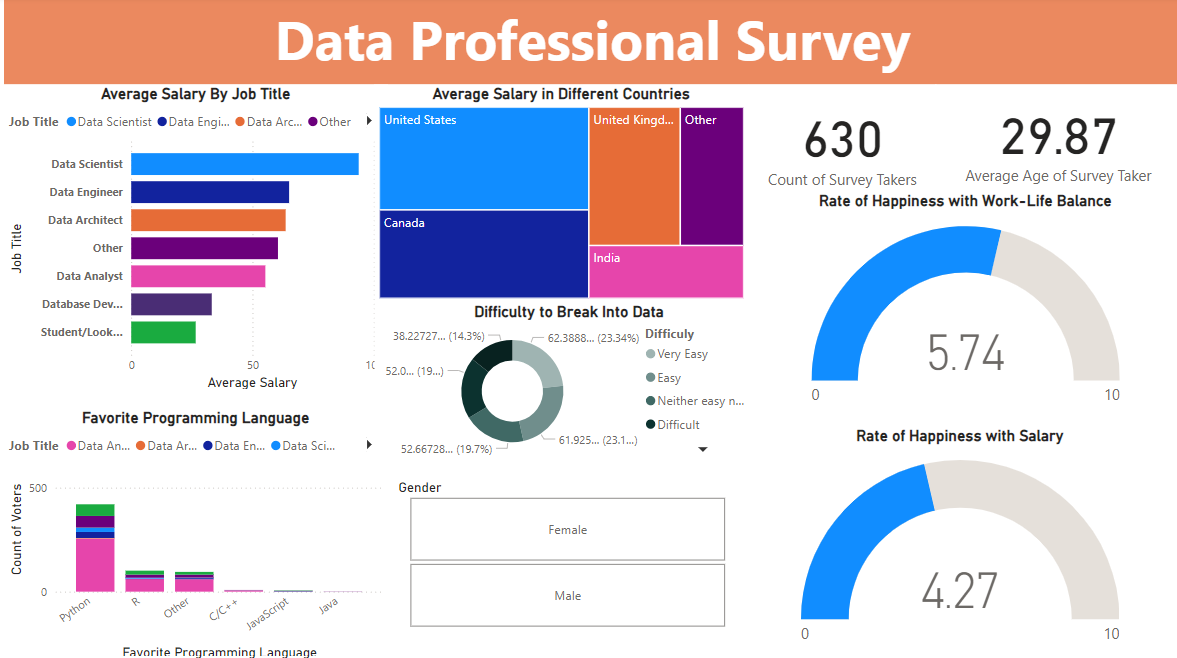 Data Professional Survey
Average Salary By Job Title
Job Title Data Scientist Data Engi... Data Arc... Other
Data Scientist
Data Engineer
Data Architect
Other
Data Analyst
Database Dev...
Student/Look...
Job Title
0 50 10
Average Salary
Average Salary in Different Countries
United States
United Kingd...
Other
Canada
India
630
Count of Survey Takers
29.87
Average Age of Survey Taker
Rate of Happiness with Work-Life Balance
5.74
0 10
Difficulty to Break Into Data
38.22727... (14.3%)
62.3888... (23.34%)
52.0... (19...)
61.925... (23.1...)
52.66728... (19.7%)
Difficuly
Very Easy
Easy
Neither easy n...
Difficult
Favorite Programming Language
Job Title Data An... Data Ar... Data En... Data Sci...
Count of Voters
500
0
Python R Other C/C++ JavaScript Java
Favorite Programming Language
Gender
Female
Male
Rate of Happiness with Salary
4.27
0 10